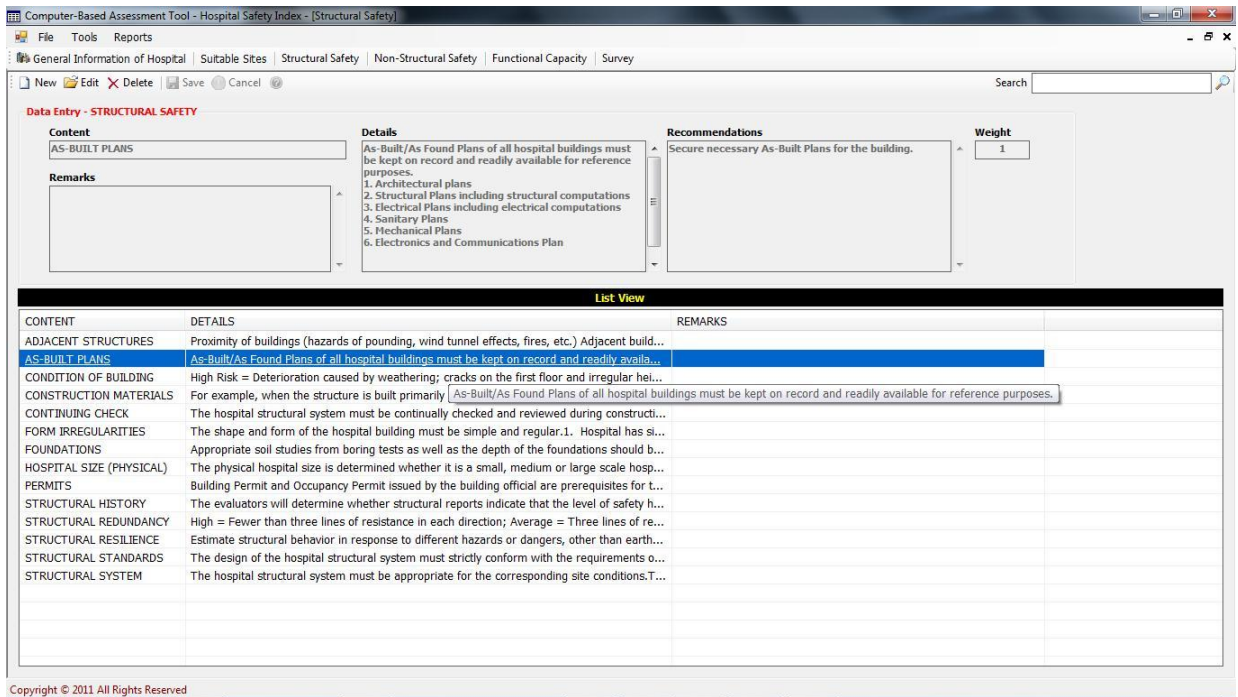 Computer-Based Assessment Tool - Hospital Safety Index - [Structural Safety]
File Tools Reports
General Information of Hospital Suitable Sites Structural Safety Non-Structural Safety Functional Capacity Survey
New Edit Delete Save Cancel Search
Data Entry - STRUCTURAL SAFETY
Content
AS-BUILT PLANS
Remarks
Details
As-Built/As Found Plans of all hospital buildings must
be kept on record and readily available for reference
purposes.
1. Architectural plans
2. Structural Plans including structural computations
3. Electrical Plans including electrical computations
4. Sanitary Plans
5. Mechanical Plans
6. Electronics and Communications Plan
Recommendations
Secure necessary As-Built Plans for the building.
Weight
1
List View
CONTENT DETAILS REMARKS
ADJACENT STRUCTURES Proximity of buildings (hazards of pounding, wind tunnel effects, fires, etc.) Adjacent build...
AS-BUILT PLANS As-Built/As Found Plans of all hospital buildings must be kept on record and readily availa...
CONDITION OF BUILDING High Risk = Deterioration caused by weathering; cracks on the first floor and irregular hei...
CONSTRUCTION MATERIALS For example, when the structure is built primarily As-Built/As Found Plans of all hospital buildings must be kept on record and readily available for reference purposes.
CONTINUING CHECK The hospital structural system must be continually checked and reviewed during constructi...
FORM IRREGULARITIES The shape and form of the hospital building must be simple and regular.1. Hospital has si...
FOUNDATIONS Appropriate soil studies from boring tests as well as the depth of the foundations should b...
HOSPITAL SIZE (PHYSICAL) The physical hospital size is determined whether it is a small, medium or large scale hosp...
PERMITS Building Permit and Occupancy Permit issued by the building official are prerequisites for t...
STRUCTURAL HISTORY The evaluators will determine whether structural reports indicate that the level of safety h...
STRUCTURAL REDUNDANCY High = Fewer than three lines of resistance in each direction; Average = Three lines of re...
STRUCTURAL RESILIENCE Estimate structural behavior in response to different hazards or dangers, other than earth...
STRUCTURAL STANDARDS The design of the hospital structural system must strictly conform with the requirements o...
STRUCTURAL SYSTEM The hospital structural system must be appropriate for the corresponding site conditions.T...
Copyright © 2011 All Rights Reserved